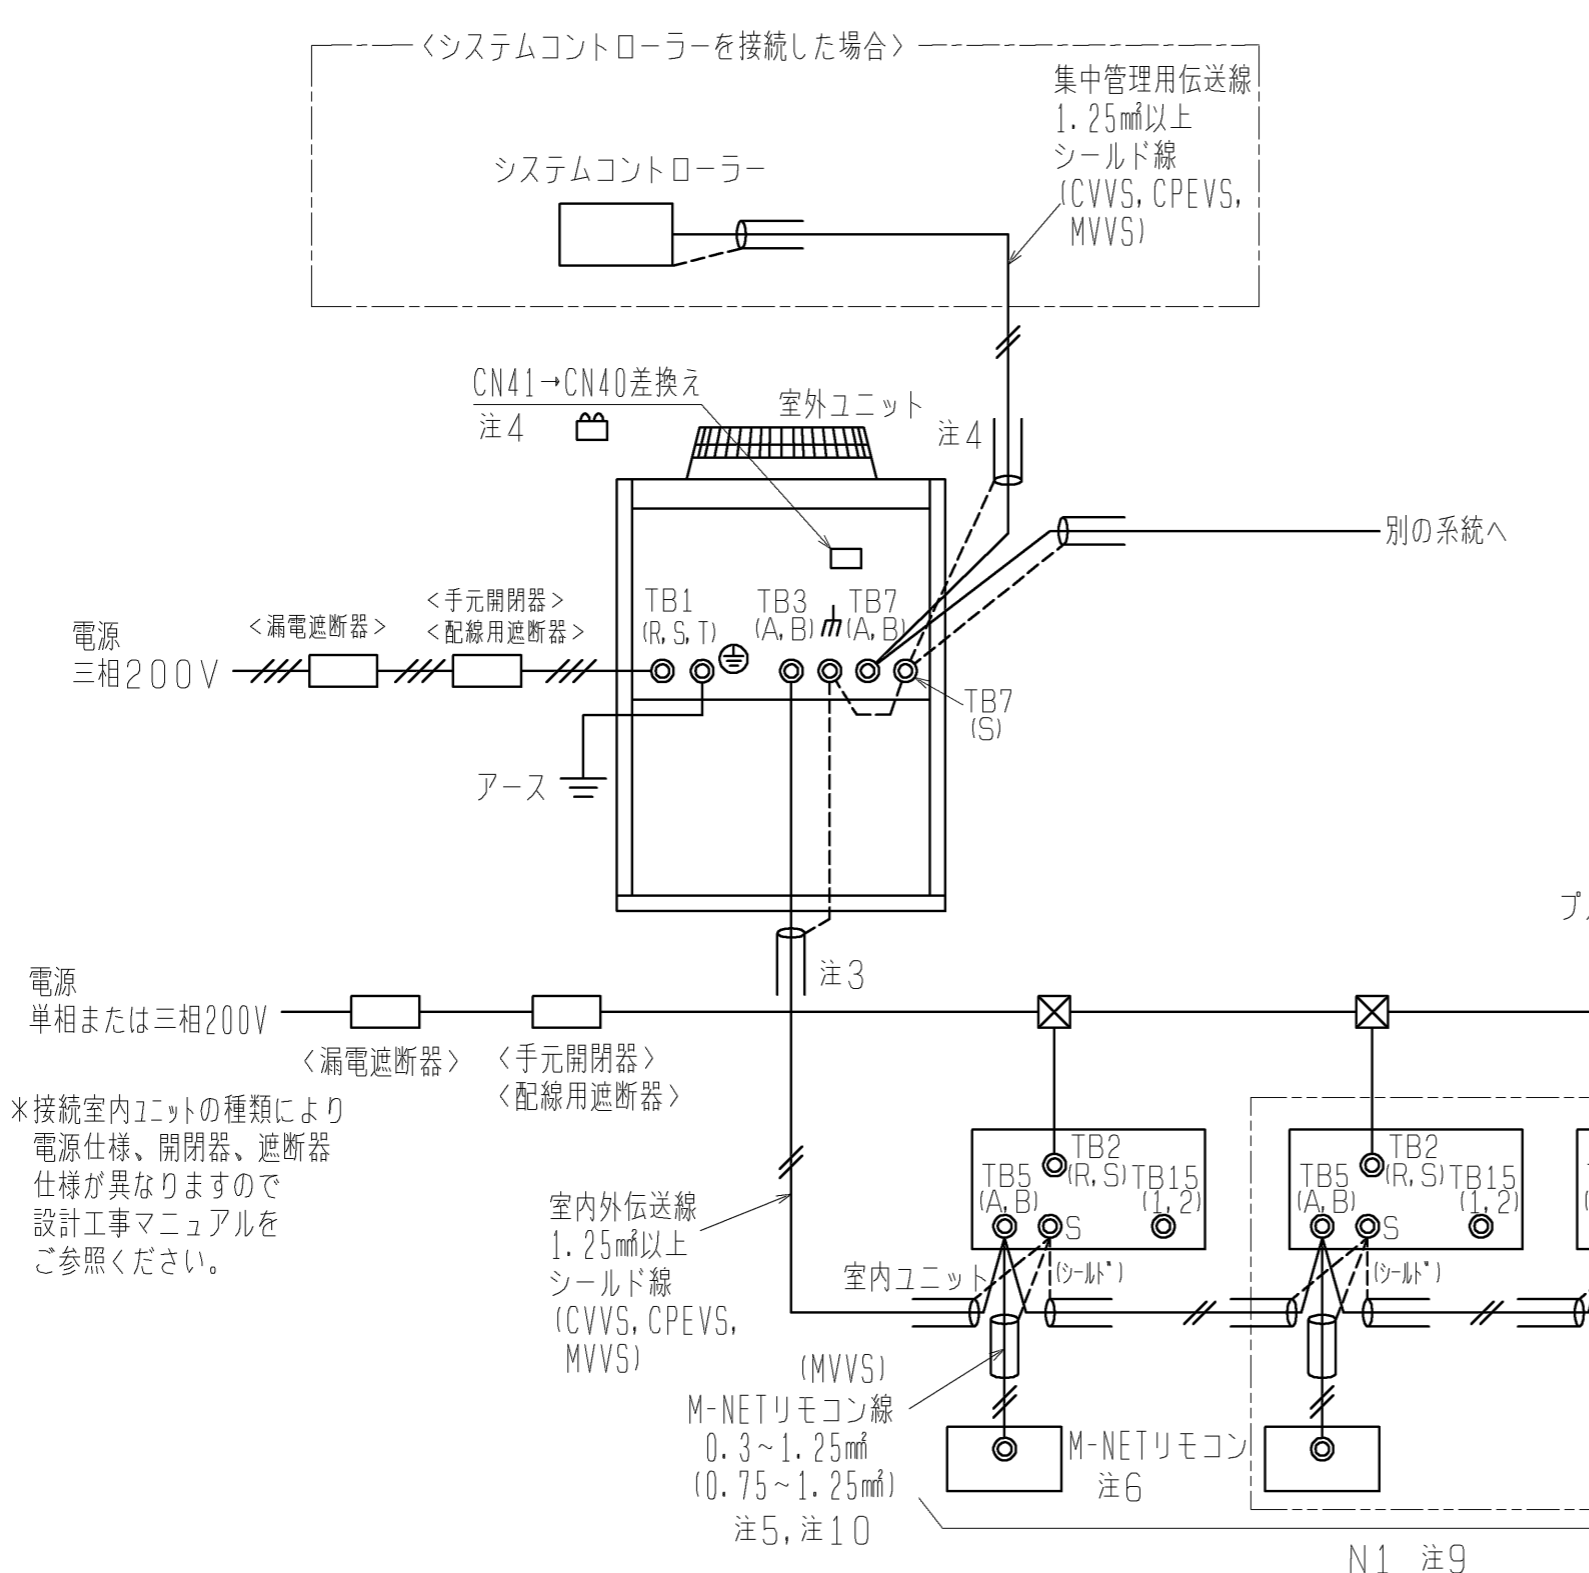 〈システムコントローラーを接続した場合〉
集中管理用伝送線
1.25㎟以上
シールド線
(CVVS, CPEVS,
MVVS)
システムコントローラー
CN41→CN40差換え
注4
室外ユニット
注4
別の系統へ
TB1
(R, S, T)
TB3
(A, B)
TB7
(A, B)
TB7
(S)
<手元開閉器>
<配線用遮断器>
<漏電遮断器>
電源
三相200V
アース
注3
電源
単相または三相200V
〈漏電遮断器〉
〈手元開閉器〉
〈配線用遮断器〉
*接続室内ユニットの種類により
電源仕様、開閉器、遮断器
仕様が異なりますので
設計工事マニュアルを
ご参照ください。
室内外伝送線
1.25㎟以上
シールド線
(CVVS, CPEVS,
MVVS)
TB2
(R, S)
TB5
(A, B)
TB15
(1, 2)
S
室内ユニット
(シールド)
TB2
(R, S)
TB5
(A, B)
TB15
(1, 2)
S
(シールド)
(MVVS)
M-NETリモコン線
0.3~1.25㎟
(0.75~1.25㎟)
注5, 注10
M-NETリモコン
注6
N1 注9